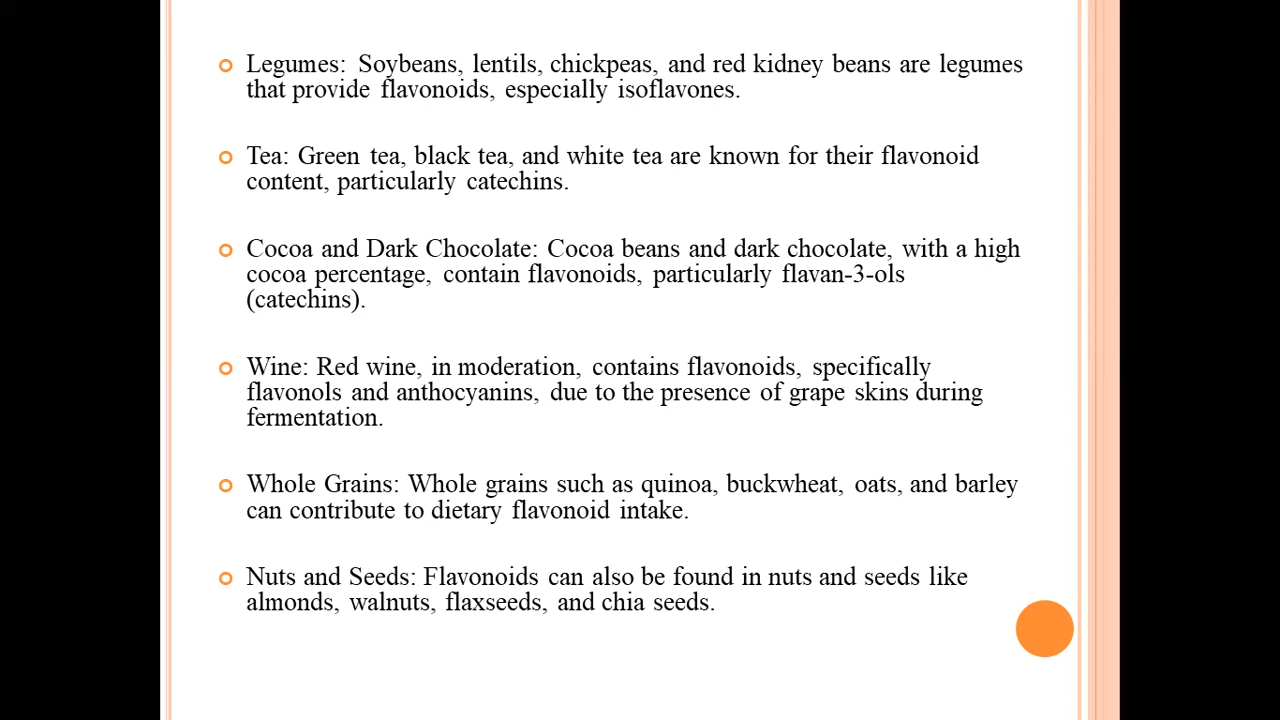 Legumes: Soybeans, lentils, chickpeas, and red kidney beans are legumes
that provide flavonoids, especially isoflavones.
Tea: Green tea, black tea, and white tea are known for their flavonoid
content, particularly catechins.
Cocoa and Dark Chocolate: Cocoa beans and dark chocolate, with a high
cocoa percentage, contain flavonoids, particularly flavan-3-ols
(catechins).
Wine: Red wine, in moderation, contains flavonoids, specifically
flavonols and anthocyanins, due to the presence of grape skins during
fermentation.
Whole Grains: Whole grains such as quinoa, buckwheat, oats, and barley
can contribute to dietary flavonoid intake.
Nuts and Seeds: Flavonoids can also be found in nuts and seeds like
almonds, walnuts, flaxseeds, and chia seeds.